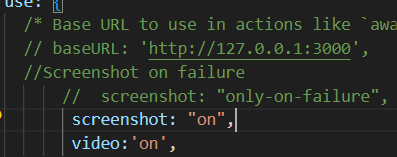 use: {
/* Base URL to use in actions like `awa
// baseURL: 'http://127.0.0.1:3000',
//Screenshot on failure
//  screenshot: "only-on-failure",
screenshot: "on",
video:'on',